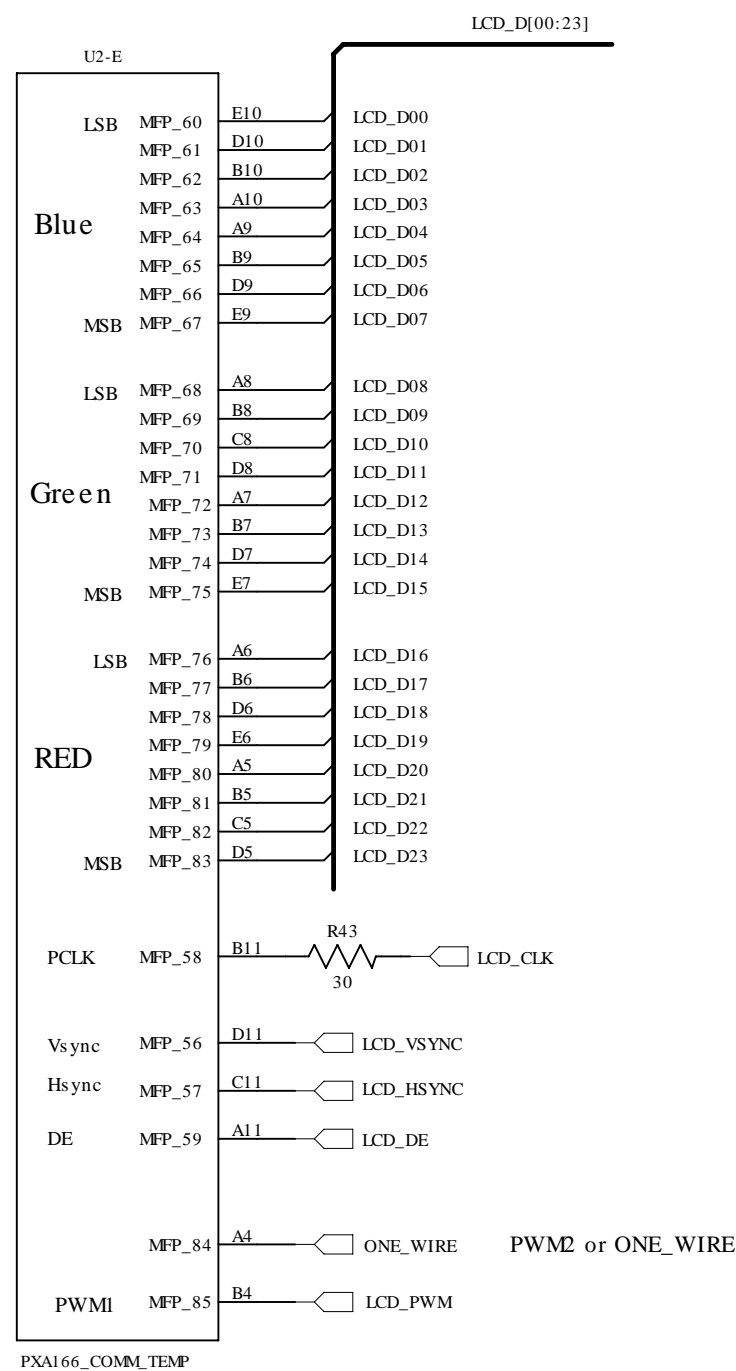 LCD_D[00:23]
U2-E
LSB MFP_60 E10 LCD_D00
MFP_61 D10 LCD_D01
MFP_62 B10 LCD_D02
MFP_63 A10 LCD_D03
Blue
MFP_64 A9 LCD_D04
MFP_65 B9 LCD_D05
MFP_66 D9 LCD_D06
MSB MFP_67 E9 LCD_D07
LSB MFP_68 A8 LCD_D08
MFP_69 B8 LCD_D09
MFP_70 C8 LCD_D10
MFP_71 D8 LCD_D11
Green
MFP_72 A7 LCD_D12
MFP_73 B7 LCD_D13
MFP_74 D7 LCD_D14
MSB MFP_75 E7 LCD_D15
LSB MFP_76 A6 LCD_D16
MFP_77 B6 LCD_D17
MFP_78 D6 LCD_D18
MFP_79 E6 LCD_D19
RED
MFP_80 A5 LCD_D20
MFP_81 B5 LCD_D21
MFP_82 C5 LCD_D22
MSB MFP_83 D5 LCD_D23
R43
PCLK MFP_58 B11 LCD_CLK
30
Vsync MFP_56 D11 LCD_VSYNC
Hsync MFP_57 C11 LCD_HSYNC
DE MFP_59 A11 LCD_DE
MFP_84 A4 ONE_WIRE PWM2 or ONE_WIRE
PWM1 MFP_85 B4 LCD_PWM
PXA166_COMM_TEMP